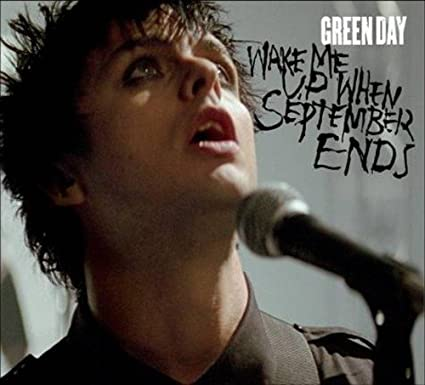 GREEN DAY
WAKE ME
UP WHEN
SEPTEMBER
ENDS